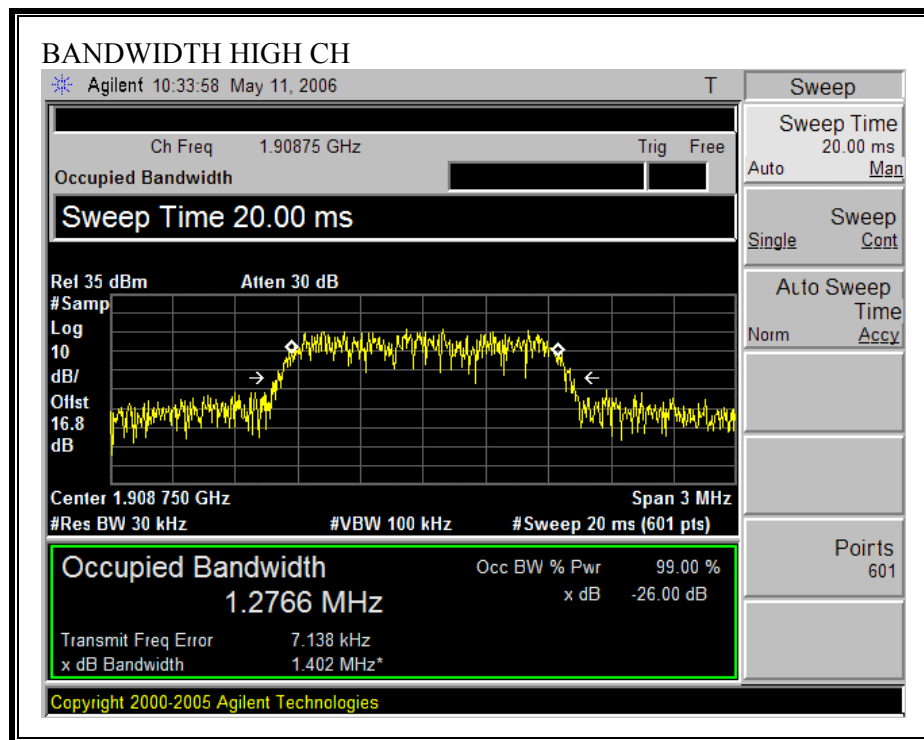 BANDWIDTH HIGH CH
Agilent 10:33:58 May 11, 2006 T
Ch Freq 1.90875 GHz Trig Free
Occupied Bandwidth
Sweep Time 20.00 ms
Ref 35 dBm Atten 30 dB
#Samp
Log
10
dB/
Offst
16.8
dB
Center 1.908 750 GHz Span 3 MHz
#Res BW 30 kHz #VBW 100 kHz #Sweep 20 ms (601 pts)
Occupied Bandwidth Occ BW % Pwr 99.00 %
1.2766 MHz x dB -26.00 dB
Transmit Freq Error 7.138 kHz
x dB Bandwidth 1.402 MHz*
Copyright 2000-2005 Agilent Technologies
Sweep
Sweep Time
20.00 ms
Auto Man
Sweep
Single Cont
Auto Sweep
Time
Norm Accy
Points
601